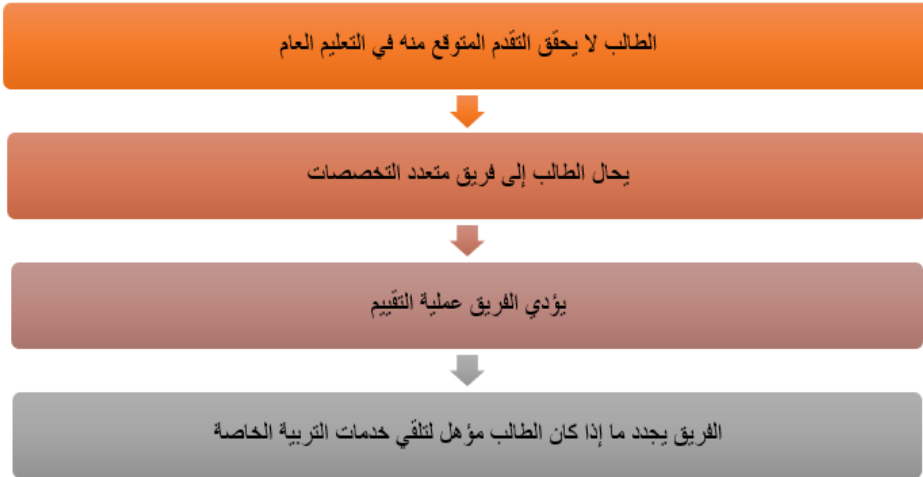 الطالب لا يحقق التقدم المتوقع منه في التعليم العام
يحال الطالب إلى فريق متعدد التخصصات
يؤدي الفريق عملية التقييم
الفريق يجدد ما إذا كان الطالب مؤهل لتلقي خدمات التربية الخاصة